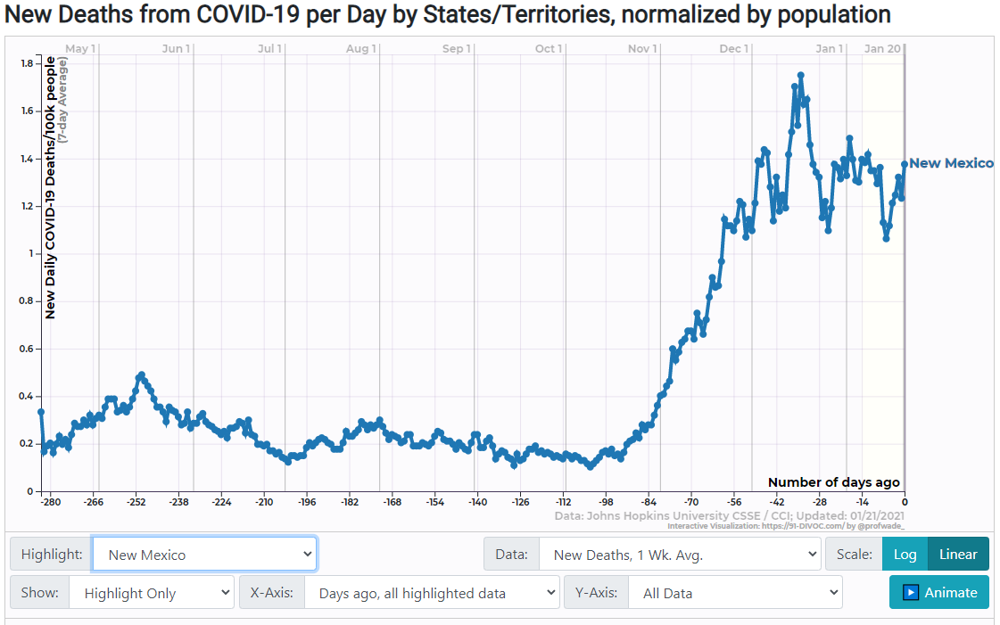 New Deaths from COVID-19 per Day by States/Territories, normalized by population
May 1 Jun 1 Jul 1 Aug 1 Sep 1 Oct 1 Nov 1 Dec 1 Jan 1 Jan 20
New Daily COVID-19 Deaths/100k people
(7-day Average)
1.8
1.6
1.4
1.2
1
0.8
0.6
0.4
0.2
0
New Mexico
Number of days ago
-280 -266 -252 -238 -224 -210 -196 -182 -168 -154 -140 -126 -112 -98 -84 -70 -56 -42 -28 -14 0
Data: Johns Hopkins University CSSE / CCI; Updated: 01/21/2021
Interactive Visualization: https://91-DIVOC.com/ by @profwade_
Highlight: New Mexico Data: New Deaths, 1 Wk. Avg. Scale: Log Linear
Show: Highlight Only X-Axis: Days ago, all highlighted data Y-Axis: All Data Animate